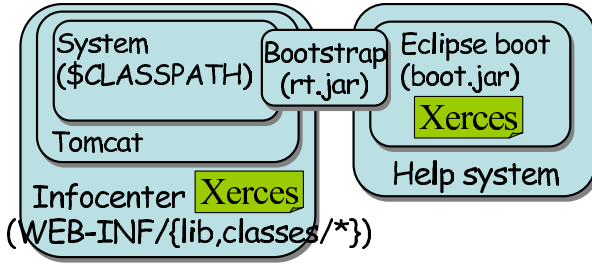 System
($CLASSPATH)
Tomcat
Infocenter
Xerces
(WEB-INF/{lib,classes/*})
Bootstrap
(rt.jar)
Eclipse boot
(boot.jar)
Xerces
Help system